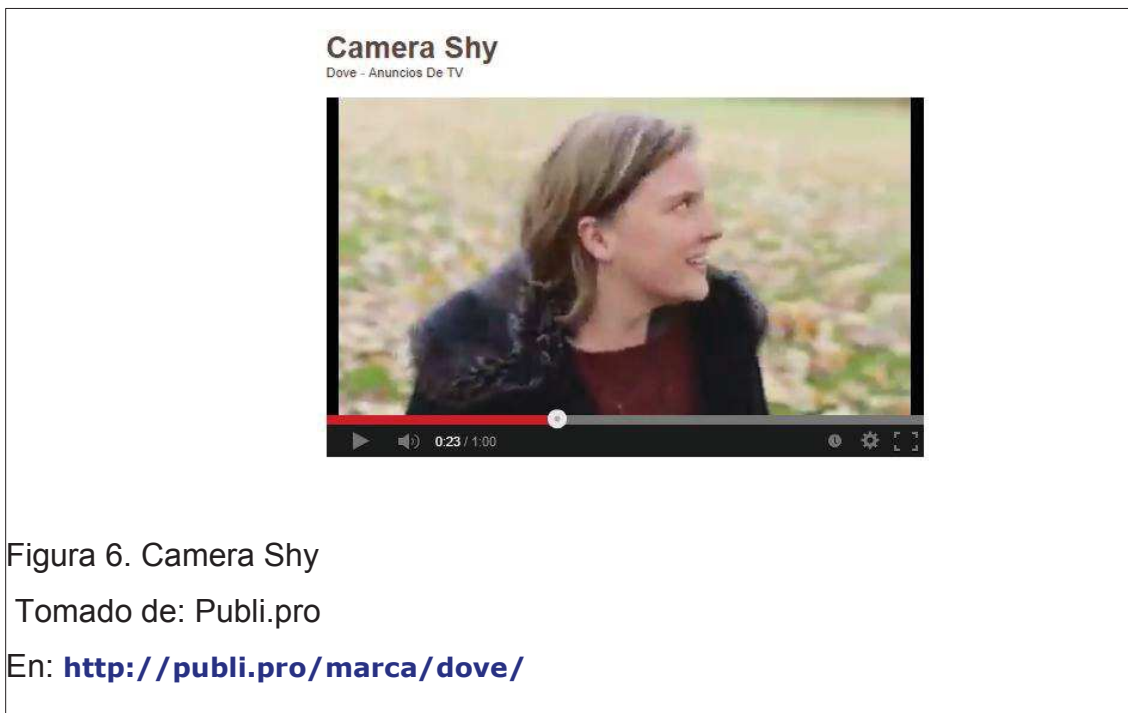 Camera Shy
Dove - Anuncios De TV
0:23 / 1:00
Figura 6. Camera Shy
Tomado de: Publi.pro
En: http://publi.pro/marca/dove/